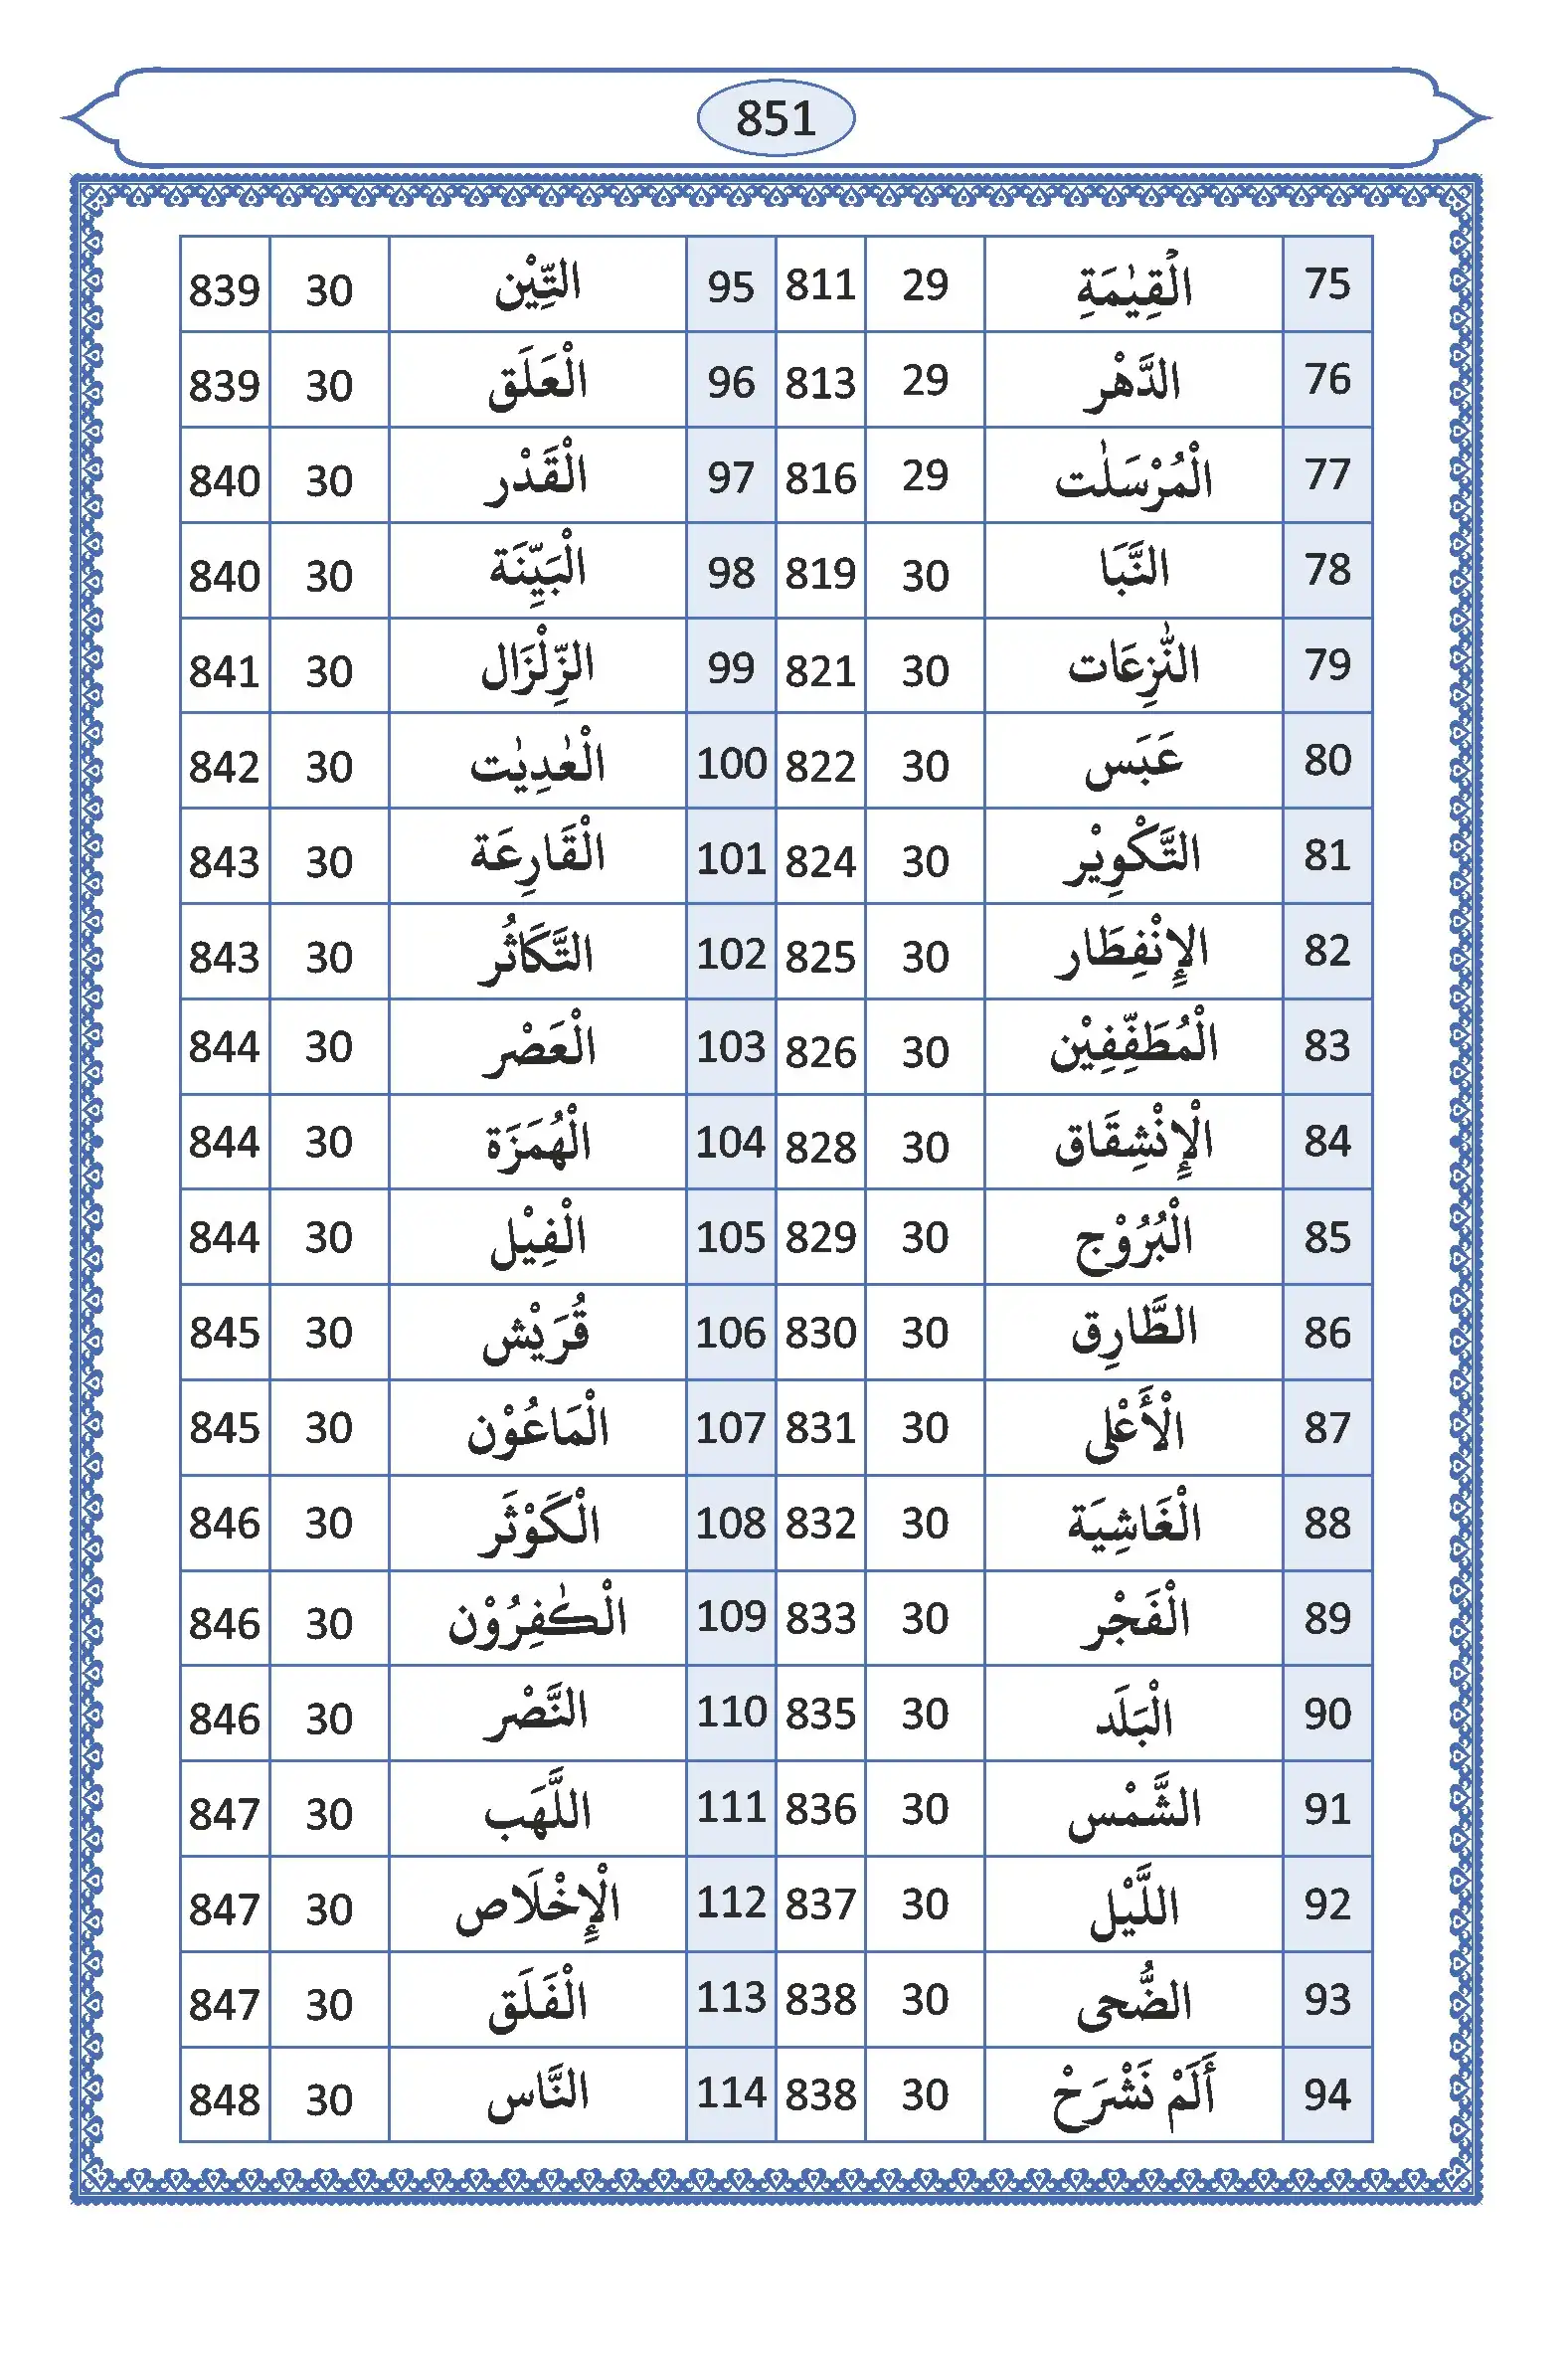 851
75 الْقِيٰمَةِ 29 811 95 التِّيْن 30 839
76 الدَّهْر 29 813 96 الْعَلَق 30 839
77 الْمُرْسَلٰت 29 816 97 الْقَدْر 30 840
78 النَّبَا 30 819 98 الْبَيِّنَة 30 840
79 النّٰزِعَات 30 821 99 الزِّلْزَال 30 841
80 عَبَس 30 822 100 الْعٰدِيٰت 30 842
81 التَّكْوِيْر 30 824 101 الْقَارِعَة 30 843
82 الإِنْفِطَار 30 825 102 التَّكَاثُر 30 843
83 الْمُطَفِّفِيْن 30 826 103 الْعَصْر 30 844
84 الْإِنْشِقَاق 30 828 104 الْهُمَزَة 30 844
85 الْبُرُوْج 30 829 105 الْفِيْل 30 844
86 الطَّارِق 30 830 106 قُرَيْش 30 845
87 الْأَعْلى 30 831 107 الْمَاعُوْن 30 845
88 الْغَاشِيَة 30 832 108 الْكَوْثَر 30 846
89 الْفَجْر 30 833 109 الْكٰفِرُوْن 30 846
90 الْبَلَد 30 835 110 النَّصْر 30 846
91 الشَّمْس 30 836 111 اللَّهَب 30 847
92 اللَّيْل 30 837 112 الْإِخْلَاص 30 847
93 الضُّحى 30 838 113 الْفَلَق 30 847
94 أَلَمْ نَشْرَحْ 30 838 114 النَّاس 30 848